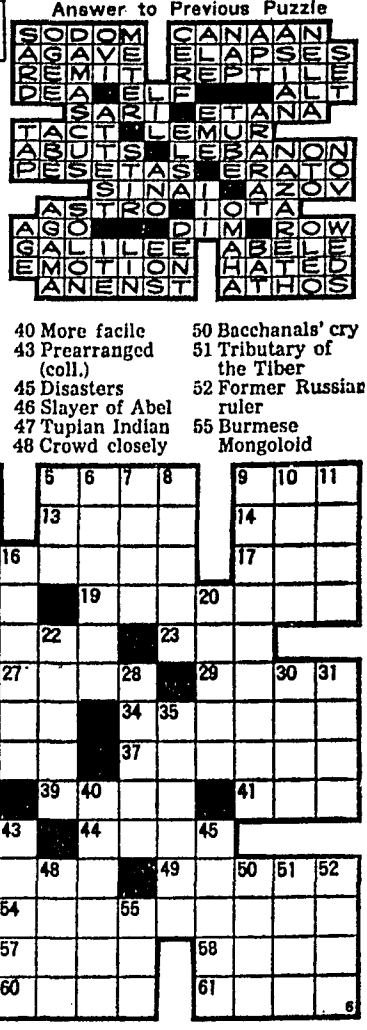 Answer to Previous Puzzle
SODOM CANAAN
AGAVE ELAPSES
REMIT REPTILE
DEA ELF ALT
SARI ETANA
TACT LEMUR
ABUTS LEBANON
PESETAS ERATO
SINAI AZOV
ASTRO IOTA
AGO DIM ROW
GALILEE ABELE
EMOTION HATED
ANENST ATHOS
40 More facile
43 Prearranged
(coll.)
45 Disasters
46 Slayer of Abel
47 Tupian Indian
48 Crowd closely
50 Bacchanals' cry
51 Tributary of
the Tiber
52 Former Russian
ruler
55 Burmese
Mongoloid
5 6 7 8 9 10 11
13 14
16 17
19 20
22 23
27 28 29 30 31
34 35
37
39 40 41
43 44 45
48 49 50 51 52
54 55
57 58
60 61
6